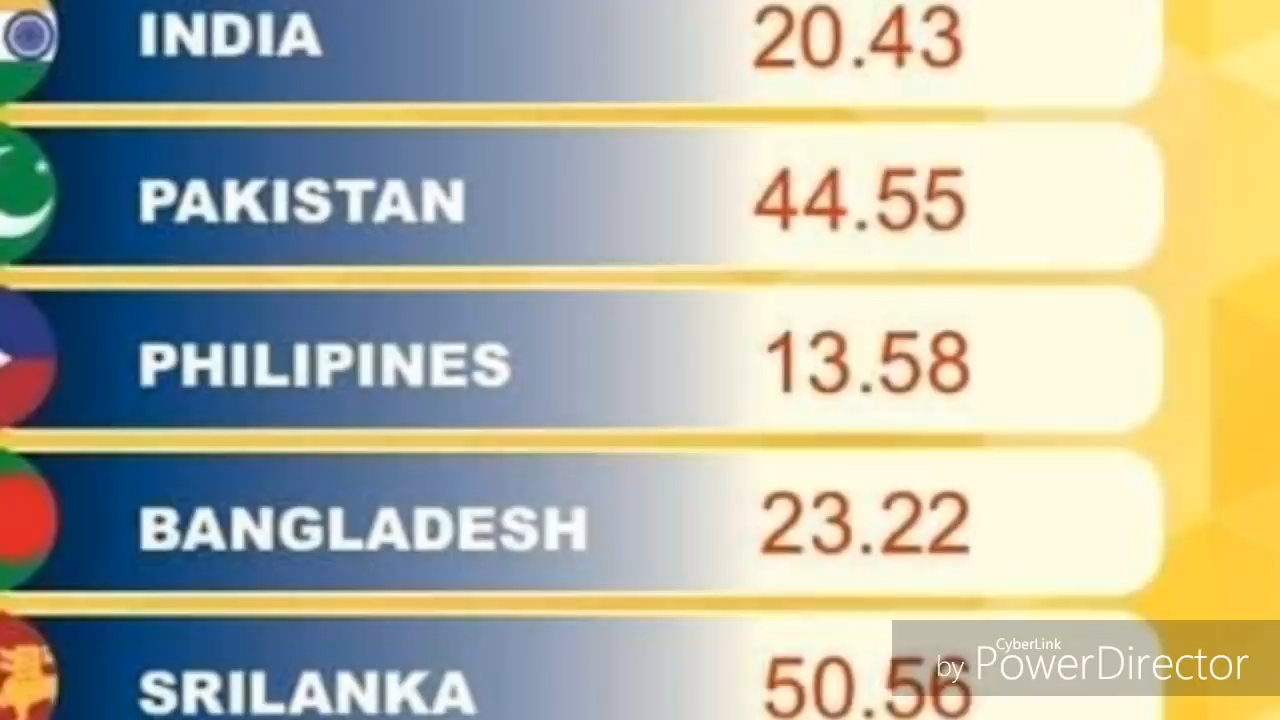 INDIA 20.43
PAKISTAN 44.55
PHILIPINES 13.58
BANGLADESH 23.22
SRILANKA 50.56
CyberLink
by PowerDirector